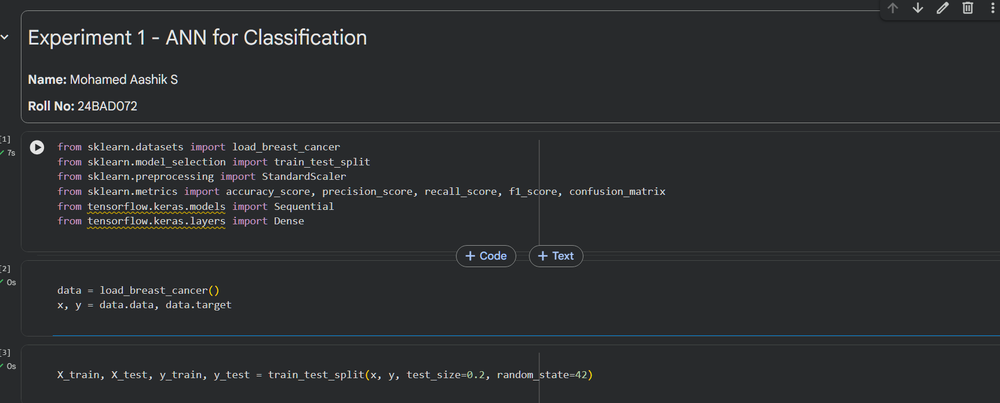 Experiment 1 - ANN for Classification
Name: Mohamed Aashik S
Roll No: 24BAD072
[1]
7s
from sklearn.datasets import load_breast_cancer
from sklearn.model_selection import train_test_split
from sklearn.preprocessing import StandardScaler
from sklearn.metrics import accuracy_score, precision_score, recall_score, f1_score, confusion_matrix
from tensorflow.keras.models import Sequential
from tensorflow.keras.layers import Dense
+ Code + Text
[2]
0s
data = load_breast_cancer()
x, y = data.data, data.target
[3]
0s
X_train, X_test, y_train, y_test = train_test_split(x, y, test_size=0.2, random_state=42)